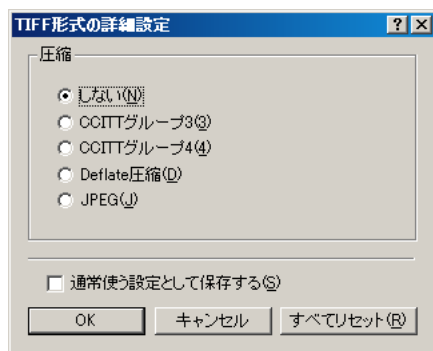 TIFF形式の詳細設定
圧縮
しない(N)
CCITTグループ3(3)
CCITTグループ4(4)
Deflate圧縮(D)
JPEG(J)
通常使う設定として保存する(S)
OK キャンセル すべてリセット(R)